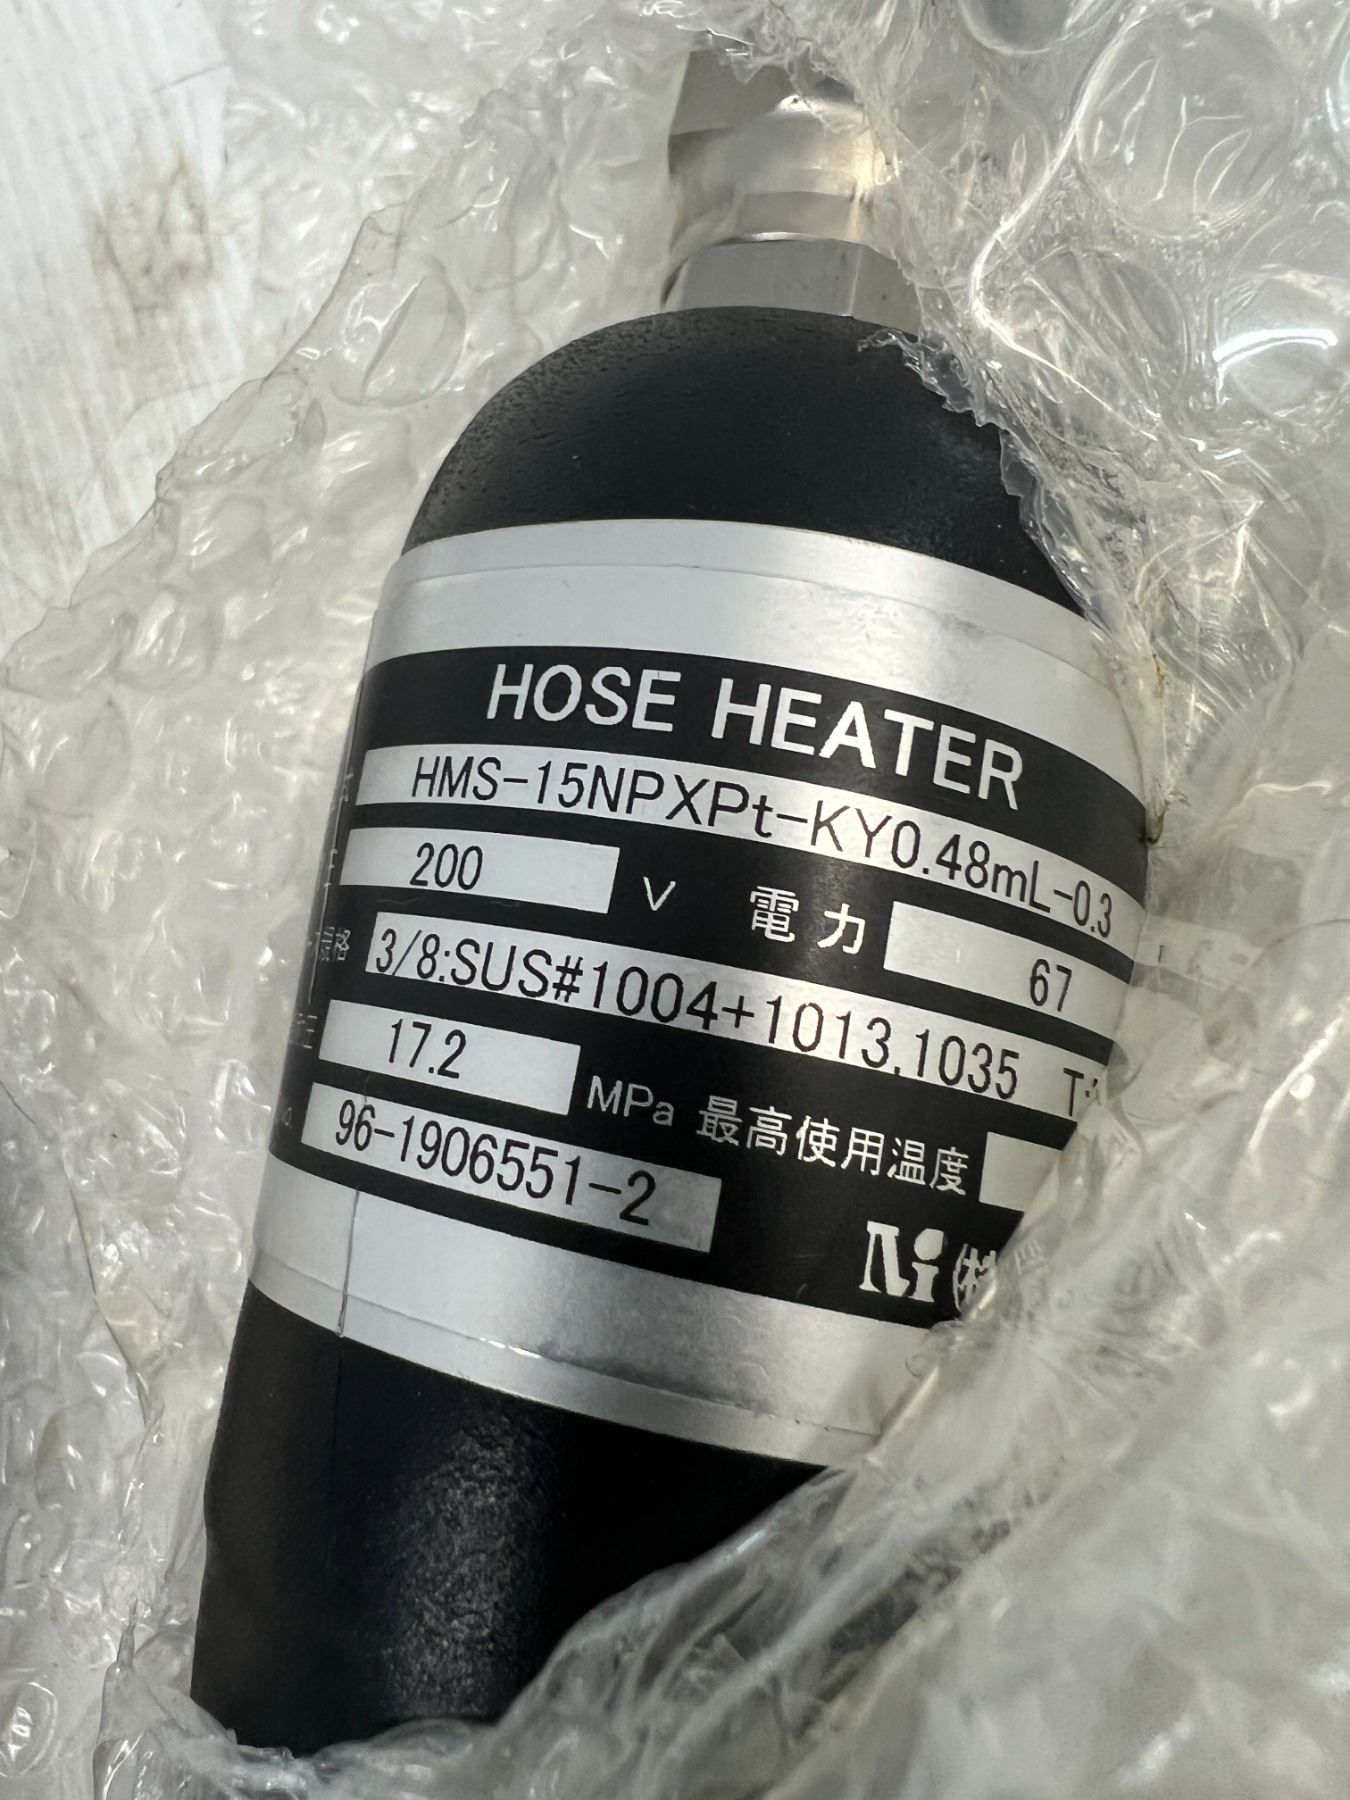 HOSE HEATER
HMS-15NPXPt-KY0.48mL-0.3
200 V 電力 67
3/8:SUS#1004+1013,1035
17.2 MPa 最高使用温度
96-1906551-2
Ni